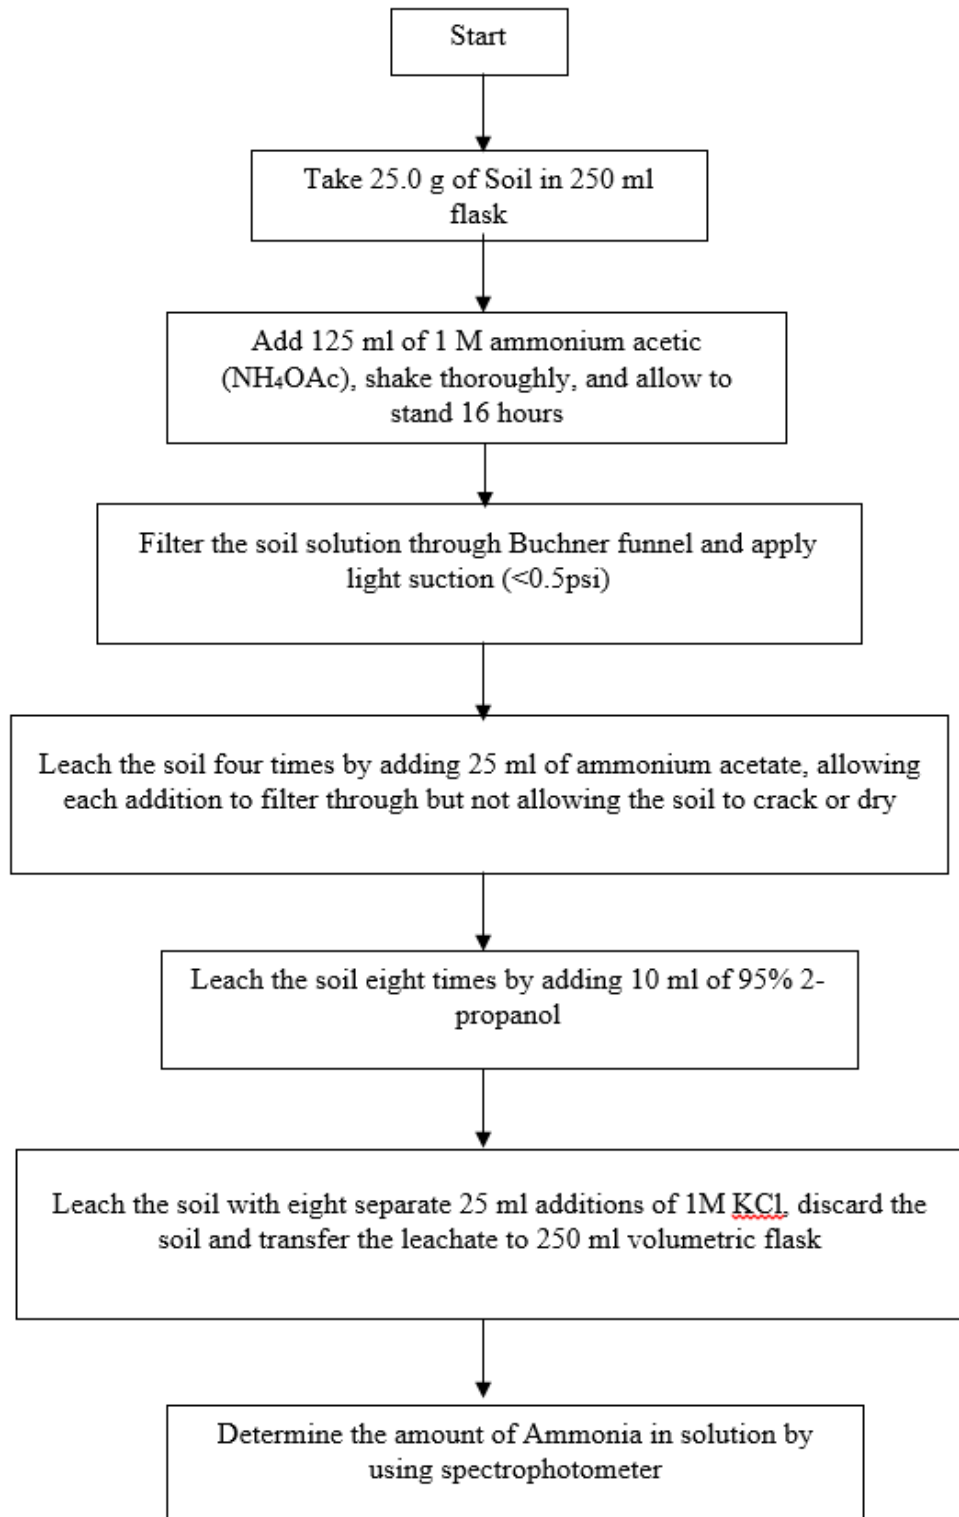 Start
Take 25.0 g of Soil in 250 ml
flask
Add 125 ml of 1 M ammonium acetic
(NH₄OAc), shake thoroughly, and allow to
stand 16 hours
Filter the soil solution through Buchner funnel and apply
light suction (<0.5psi)
Leach the soil four times by adding 25 ml of ammonium acetate, allowing
each addition to filter through but not allowing the soil to crack or dry
Leach the soil eight times by adding 10 ml of 95% 2-
propanol
Leach the soil with eight separate 25 ml additions of 1M KCl, discard the
soil and transfer the leachate to 250 ml volumetric flask
Determine the amount of Ammonia in solution by
using spectrophotometer